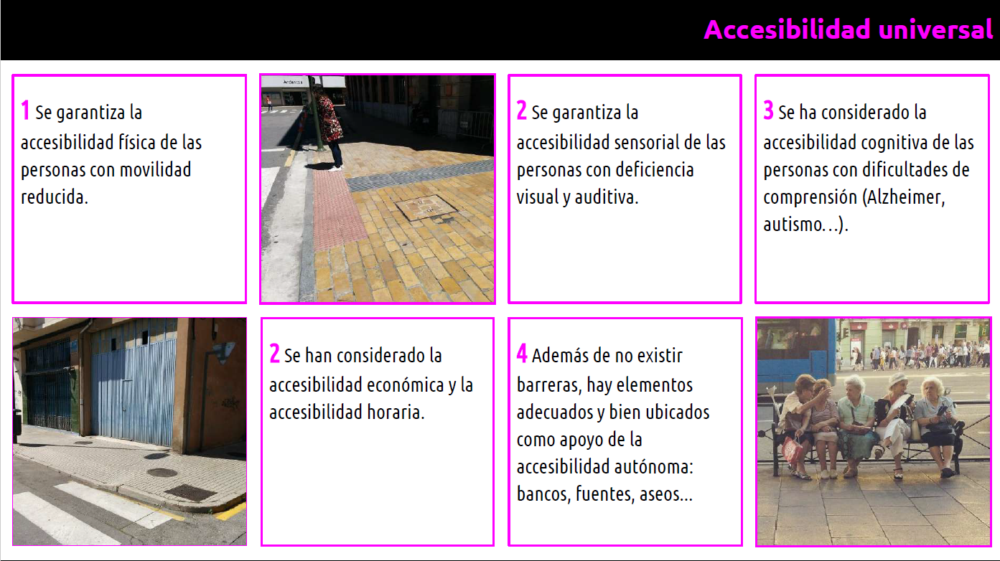 Accesibilidad universal
1 Se garantiza la
accesibilidad física de las
personas con movilidad
reducida.
2 Se garantiza la
accesibilidad sensorial de las
personas con deficiencia
visual y auditiva.
3 Se ha considerado la
accesibilidad cognitiva de las
personas con dificultades de
comprensión (Alzheimer,
autismo…).
2 Se han considerado la
accesibilidad económica y la
accesibilidad horaria.
4 Además de no existir
barreras, hay elementos
adecuados y bien ubicados
como apoyo de la
accesibilidad autónoma:
bancos, fuentes, aseos...